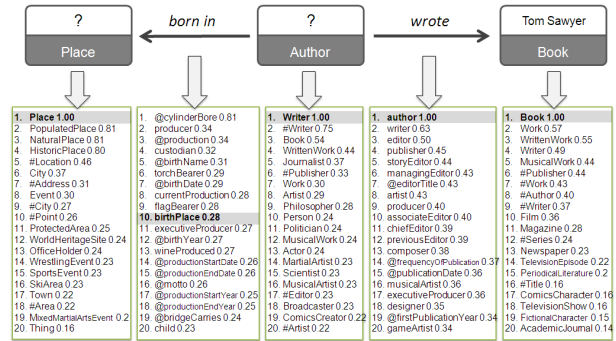 ? born in ? wrote Tom Sawyer
Place Author Book
1. Place 1.00
2. PopulatedPlace 0.81
3. NaturalPlace 0.81
4. HistoricPlace 0.80
5. #Location 0.46
6. City 0.37
7. #Address 0.31
8. Event 0.30
9. #City 0.27
10. #Point 0.26
11. ProtectedArea 0.25
12. WorldHeritageSite 0.24
13. OfficeHolder 0.24
14. WrestlingEvent 0.23
15. SportsEvent 0.23
16. SkiArea 0.23
17. Town 0.22
18. #Area 0.22
19. MixedMartialArtsEvent 0.2
20. Thing 0.16
1. @cylinderBore 0.81
2. producer 0.34
3. @production 0.34
4. custodian 0.32
5. @birthName 0.31
6. torchBearer 0.29
7. @birthDate 0.29
8. currentProduction 0.28
9. flagBearer 0.28
10. birthPlace 0.28
11. executiveProducer 0.27
12. @birthYear 0.27
13. wineProduced 0.27
14. @productionStartDate 0.26
15. @productionEndDate 0.26
16. @motto 0.26
17. @productionStartYear 0.25
18. @productionEndYear 0.25
19. @bridgeCarries 0.24
20. child 0.23
1. Writer 1.00
2. #Writer 0.75
3. Book 0.54
4. WrittenWork 0.44
5. Journalist 0.37
6. #Publisher 0.33
7. Work 0.30
8. Artist 0.29
9. Philosopher 0.28
10. Person 0.24
11. Politician 0.24
12. MusicalWork 0.24
13. Actor 0.24
14. MartialArtist 0.23
15. Scientist 0.23
16. MusicalArtist 0.23
17. #Editor 0.23
18. Broadcaster 0.23
19. ComicsCreator 0.22
20. #Artist 0.22
1. author 1.00
2. writer 0.63
3. editor 0.50
4. publisher 0.45
5. storyEditor 0.44
6. managingEditor 0.43
7. @editorTitle 0.43
8. artist 0.43
9. producer 0.40
10. associateEditor 0.40
11. chiefEditor 0.39
12. previousEditor 0.39
13. composer 0.38
14. @frequencyOfPublication 0.37
15. @publicationDate 0.36
16. musicalArtist 0.36
17. executiveProducer 0.36
18. designer 0.35
19. @firstPublicationYear 0.34
20. gameArtist 0.34
1. Book 1.00
2. Work 0.57
3. WrittenWork 0.55
4. Writer 0.49
5. MusicalWork 0.44
6. #Publisher 0.44
7. #Work 0.43
8. #Author 0.40
9. #Writer 0.37
10. Film 0.36
11. Magazine 0.28
12. #Series 0.24
13. Newspaper 0.23
14. TelevisionEpisode 0.22
15. PeriodicalLiterature 0.2
16. #Title 0.16
17. ComicsCharacter 0.16
18. TelevisionShow 0.16
19. FictionalCharacter 0.15
20. AcademicJournal 0.14